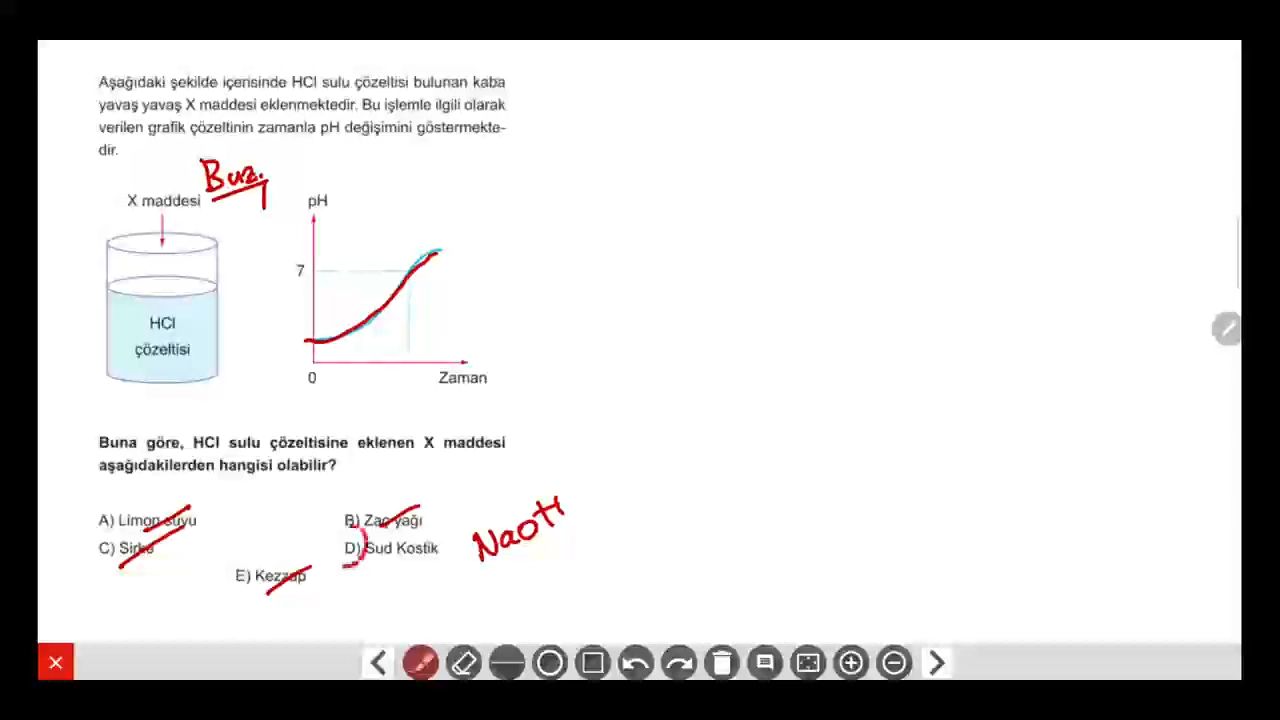 Aşağıdaki şekilde içerisinde HCl sulu çözeltisi bulunan kaba
yavaş yavaş X maddesi eklenmektedir. Bu işlemle ilgili olarak
verilen grafik çözeltinin zamanla pH değişimini göstermekte-
dir.
Buz.
X maddesi
pH
7
HCl
çözeltisi
0
Zaman
Buna göre, HCl sulu çözeltisine eklenen X maddesi
aşağıdakilerden hangisi olabilir?
A) Limon suyu
B) Zaç yağı
C) Sirke
D) Sud Kostik
NaOH
E) Kezzap